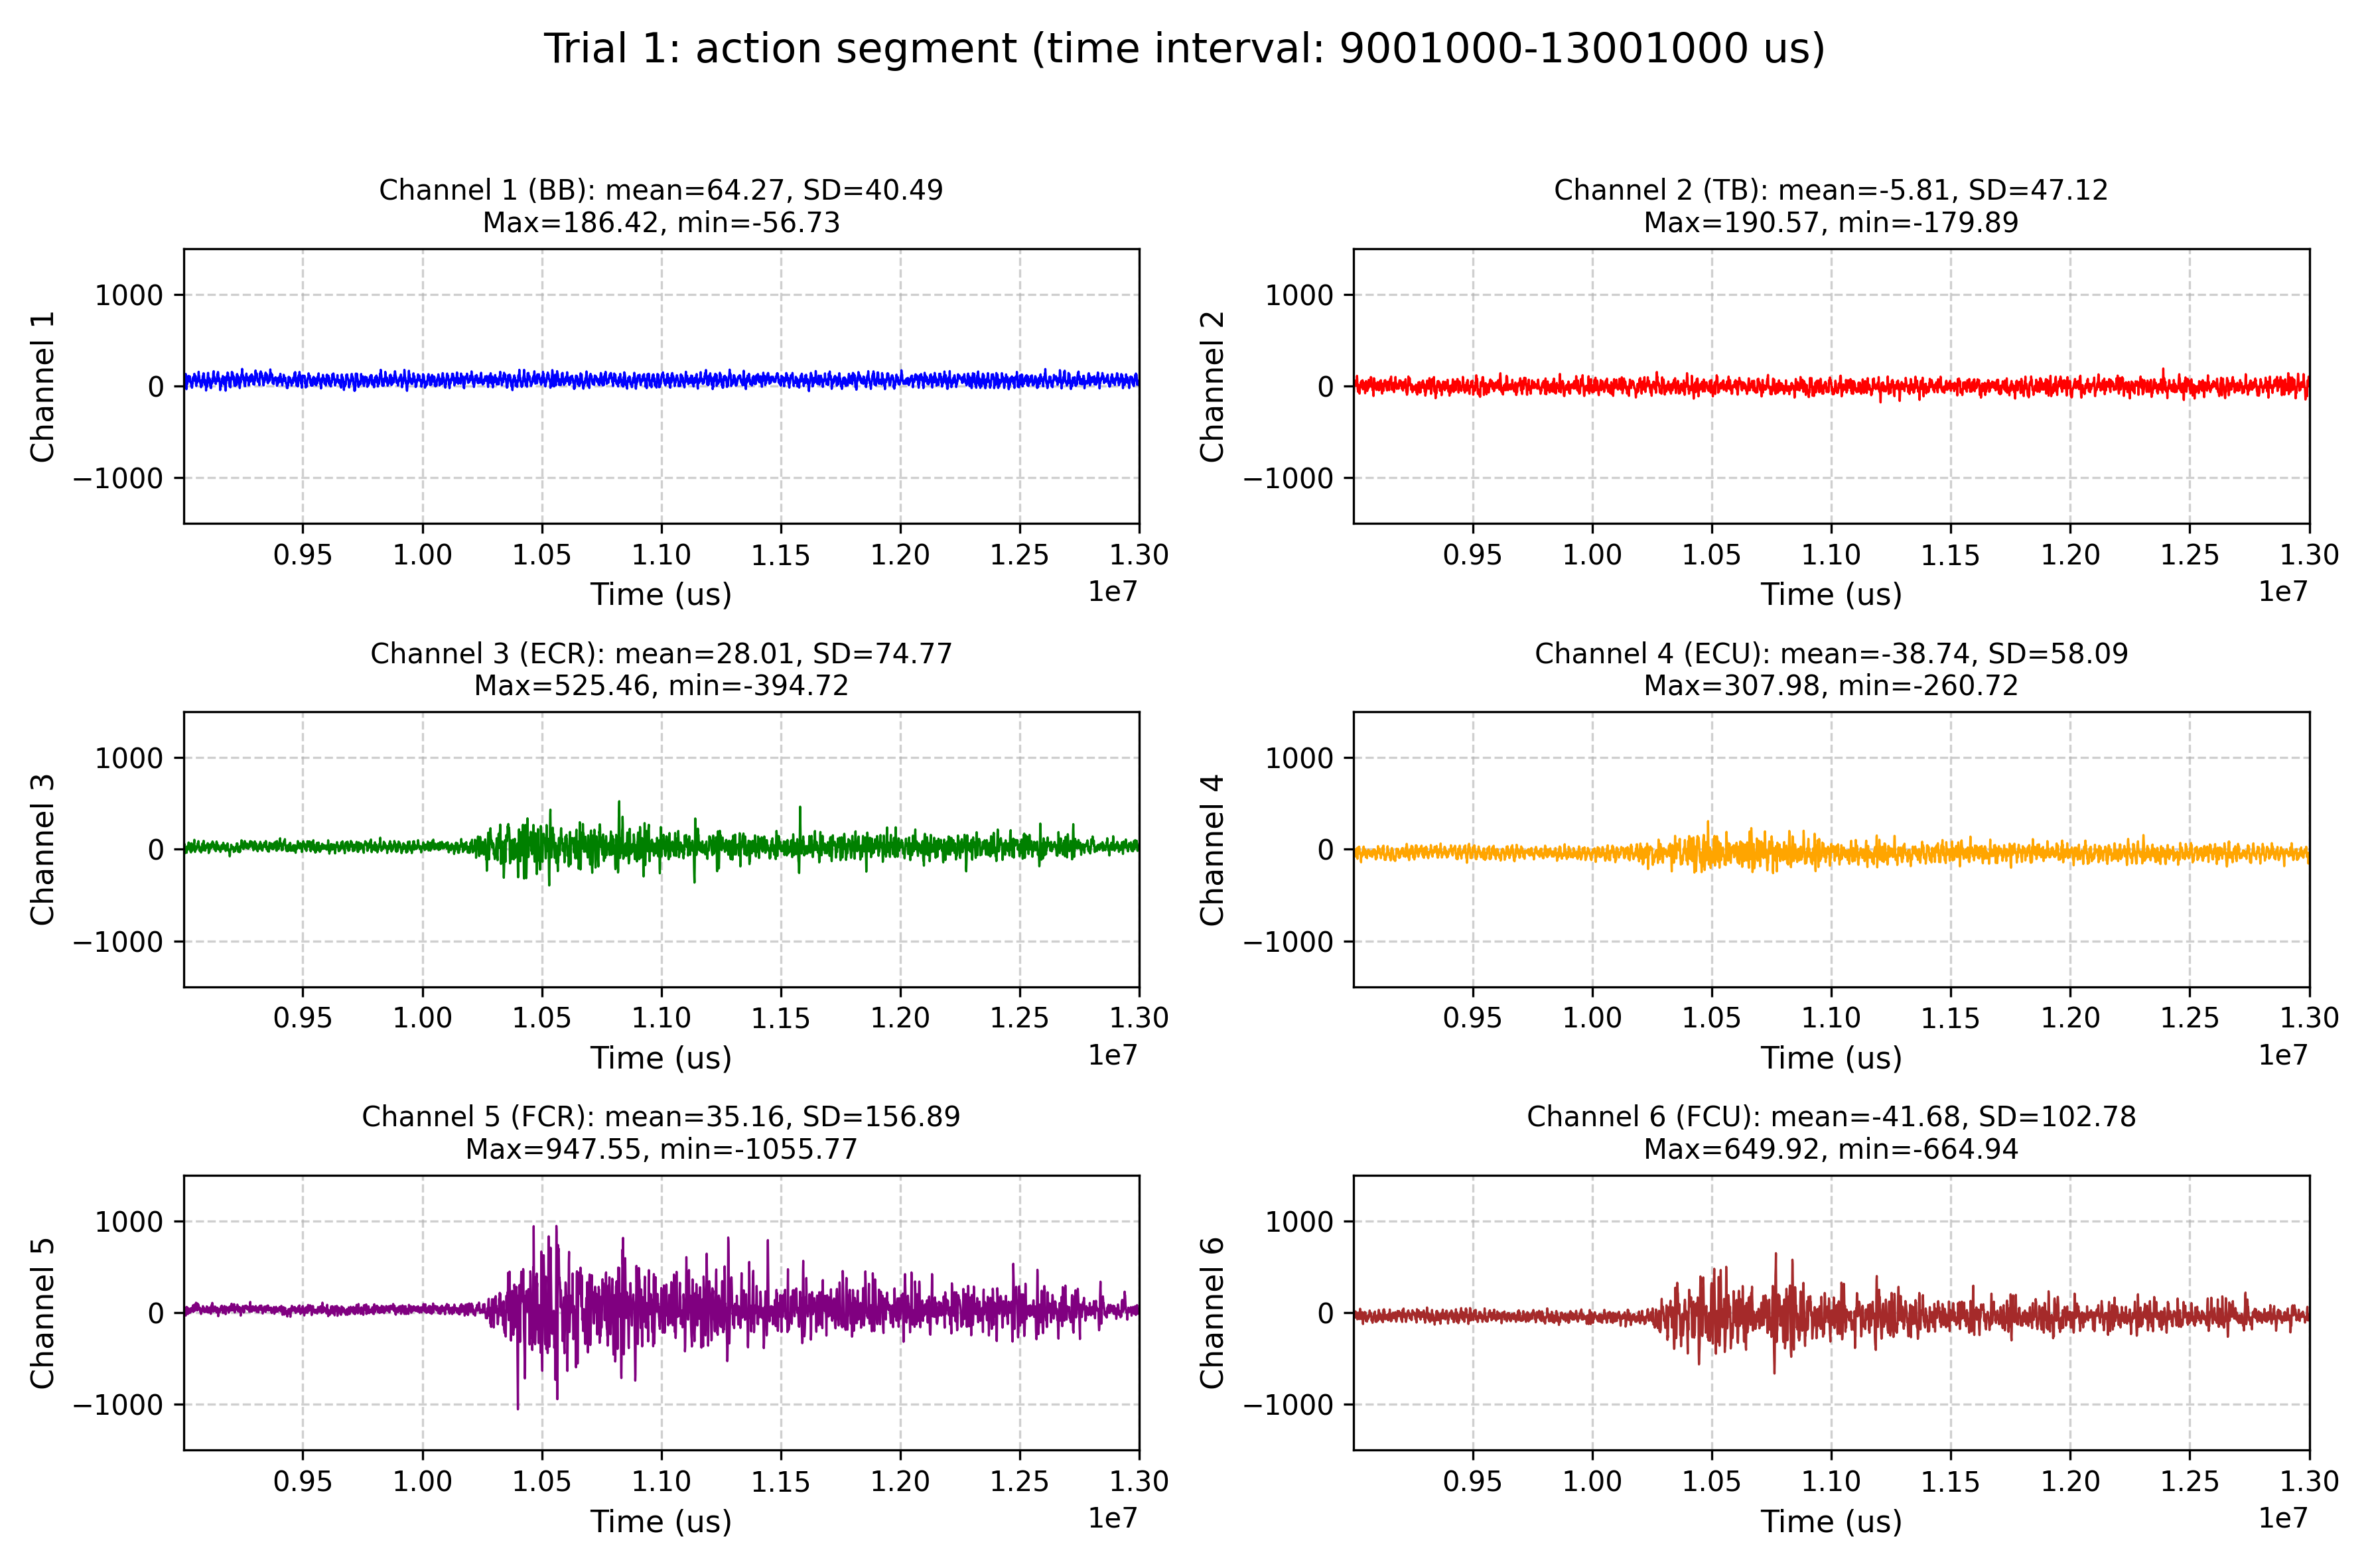 Trial 1: action segment (time interval: 9001000-13001000 us)
Channel 1 (BB): mean=64.27, SD=40.49
Max=186.42, min=-56.73
Channel 1
1000
0
−1000
0.95 1.00 1.05 1.10 1.15 1.20 1.25 1.30
Time (us)
1e7
Channel 2 (TB): mean=-5.81, SD=47.12
Max=190.57, min=-179.89
Channel 2
1000
0
−1000
0.95 1.00 1.05 1.10 1.15 1.20 1.25 1.30
Time (us)
1e7
Channel 3 (ECR): mean=28.01, SD=74.77
Max=525.46, min=-394.72
Channel 3
1000
0
−1000
0.95 1.00 1.05 1.10 1.15 1.20 1.25 1.30
Time (us)
1e7
Channel 4 (ECU): mean=-38.74, SD=58.09
Max=307.98, min=-260.72
Channel 4
1000
0
−1000
0.95 1.00 1.05 1.10 1.15 1.20 1.25 1.30
Time (us)
1e7
Channel 5 (FCR): mean=35.16, SD=156.89
Max=947.55, min=-1055.77
Channel 5
1000
0
−1000
0.95 1.00 1.05 1.10 1.15 1.20 1.25 1.30
Time (us)
1e7
Channel 6 (FCU): mean=-41.68, SD=102.78
Max=649.92, min=-664.94
Channel 6
1000
0
−1000
0.95 1.00 1.05 1.10 1.15 1.20 1.25 1.30
Time (us)
1e7